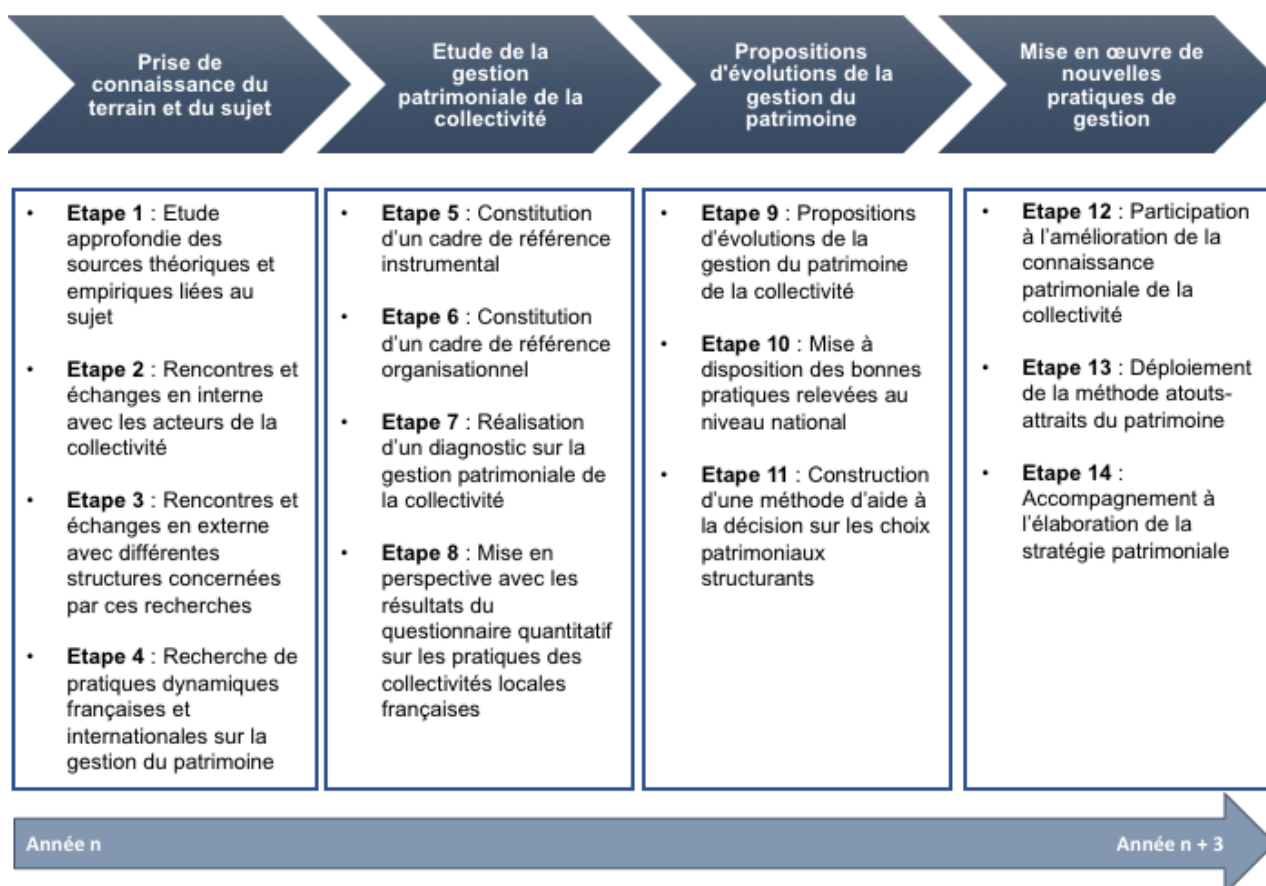 Prise de
connaissance du
terrain et du sujet
Etude de la
gestion
patrimoniale de la
collectivité
Propositions
d'évolutions de la
gestion du
patrimoine
Mise en œuvre de
nouvelles
pratiques de
gestion
• Etape 1 : Etude
approfondie des
sources théoriques et
empiriques liées au
sujet
• Etape 2 : Rencontres et
échanges en interne
avec les acteurs de la
collectivité
• Etape 3 : Rencontres et
échanges en externe
avec différentes
structures concernées
par ces recherches
• Etape 4 : Recherche de
pratiques dynamiques
françaises et
internationales sur la
gestion du patrimoine
• Etape 5 : Constitution
d'un cadre de référence
instrumental
• Etape 6 : Constitution
d'un cadre de référence
organisationnel
• Etape 7 : Réalisation
d'un diagnostic sur la
gestion patrimoniale de
la collectivité
• Etape 8 : Mise en
perspective avec les
résultats du
questionnaire quantitatif
sur les pratiques des
collectivités locales
françaises
• Etape 9 : Propositions
d'évolutions de la
gestion du patrimoine
de la collectivité
• Etape 10 : Mise à
disposition des bonnes
pratiques relevées au
niveau national
• Etape 11 : Construction
d'une méthode d'aide à
la décision sur les choix
patrimoniaux
structurants
• Etape 12 : Participation
à l'amélioration de la
connaissance
patrimoniale de la
collectivité
• Etape 13 : Déploiement
de la méthode atouts-
attraits du patrimoine
• Etape 14 :
Accompagnement à
l'élaboration de la
stratégie patrimoniale
Année n
Année n + 3